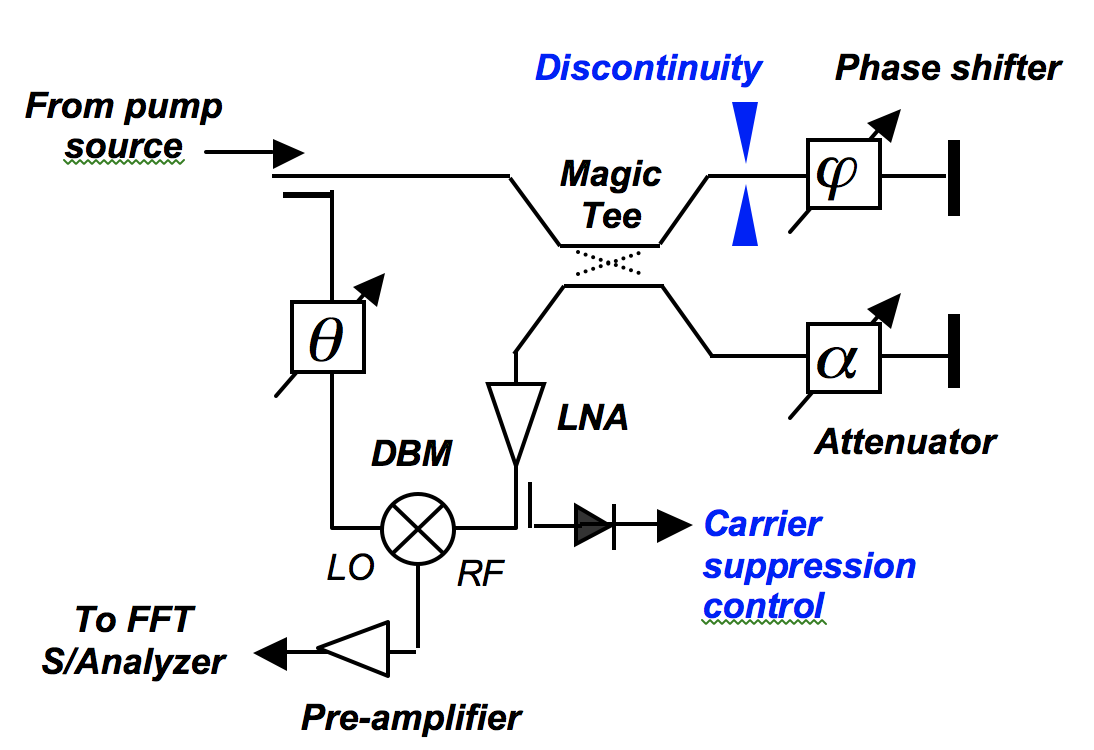 Discontinuity
Phase shifter
From pump
source
Magic
Tee
φ
θ
α
LNA
Attenuator
DBM
Carrier
suppression
control
LO
RF
To FFT
S/Analyzer
Pre-amplifier